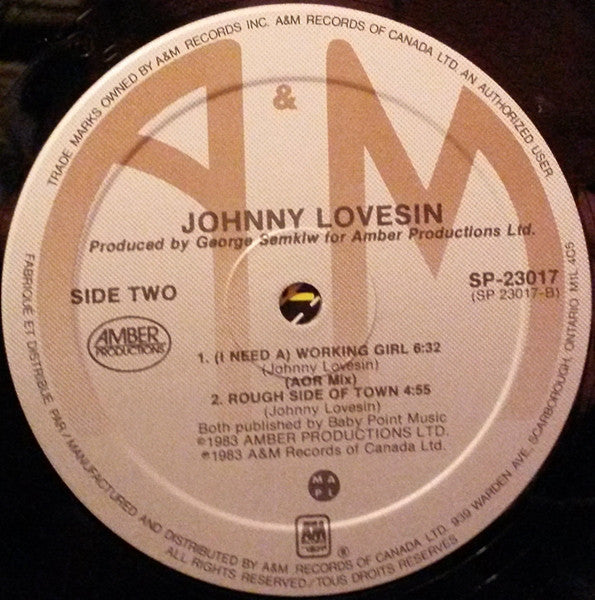 TRADE MARKS OWNED BY A&M RECORDS INC. A&M RECORDS OF CANADA LTD. AN AUTHORIZED USER.
A & M
JOHNNY LOVESIN
Produced by George Semkiw for Amber Productions Ltd.
SIDE TWO
SP-23017
(SP 23017-B)
AMBER
PRODUCTIONS
1. (I NEED A) WORKING GIRL 6:32
(Johnny Lovesin)
(AOR Mix)
2. ROUGH SIDE OF TOWN 4:55
(Johnny Lovesin)
Both published by Baby Point Music
©1983 AMBER PRODUCTIONS LTD.
℗1983 A&M Records of Canada Ltd.
M A
P L
A&M
®
FABRIQUÉ ET DISTRIBUÉ PAR / MANUFACTURED AND DISTRIBUTED BY A&M RECORDS OF CANADA LTD. 939 WARDEN AVE, SCARBOROUGH, ONTARIO M1L 4C5
ALL RIGHTS RESERVED / TOUS DROITS RÉSERVÉS